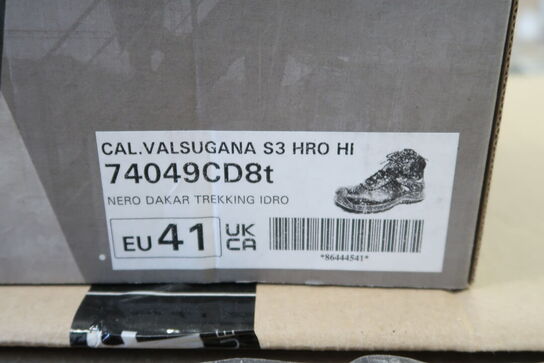 CAL.VALSUGANA S3 HRO HI
74049CD8t
NERO DAKAR TREKKING IDRO
EU 41 UK CA
*86444541*